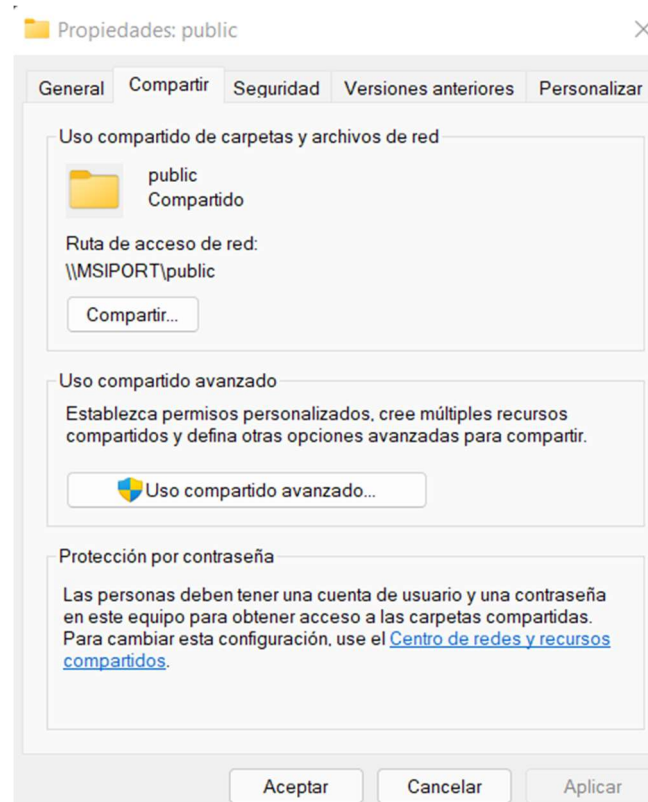 Propiedades: public
General Compartir Seguridad Versiones anteriores Personalizar
Uso compartido de carpetas y archivos de red
public
Compartido
Ruta de acceso de red:
\\MSIPORT\public
Compartir...
Uso compartido avanzado
Establezca permisos personalizados, cree múltiples recursos
compartidos y defina otras opciones avanzadas para compartir.
Uso compartido avanzado...
Protección por contraseña
Las personas deben tener una cuenta de usuario y una contraseña
en este equipo para obtener acceso a las carpetas compartidas.
Para cambiar esta configuración, use el Centro de redes y recursos
compartidos.
Aceptar Cancelar Aplicar